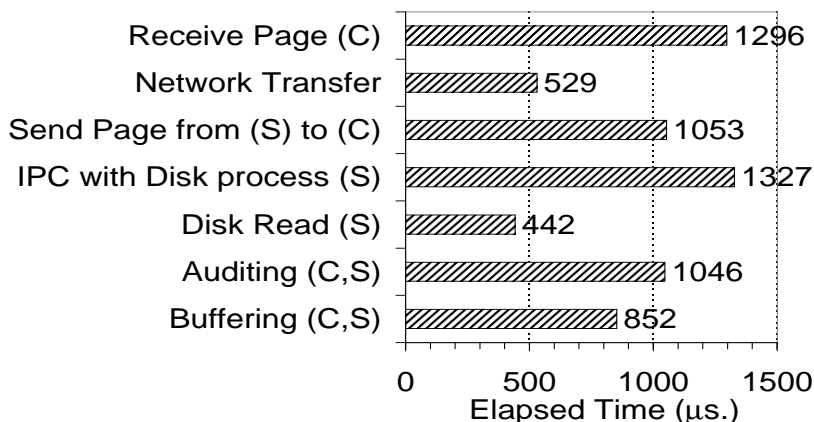 Receive Page (C) 1296
Network Transfer 529
Send Page from (S) to (C) 1053
IPC with Disk process (S) 1327
Disk Read (S) 442
Auditing (C,S) 1046
Buffering (C,S) 852
0 500 1000 1500
Elapsed Time (μs.)